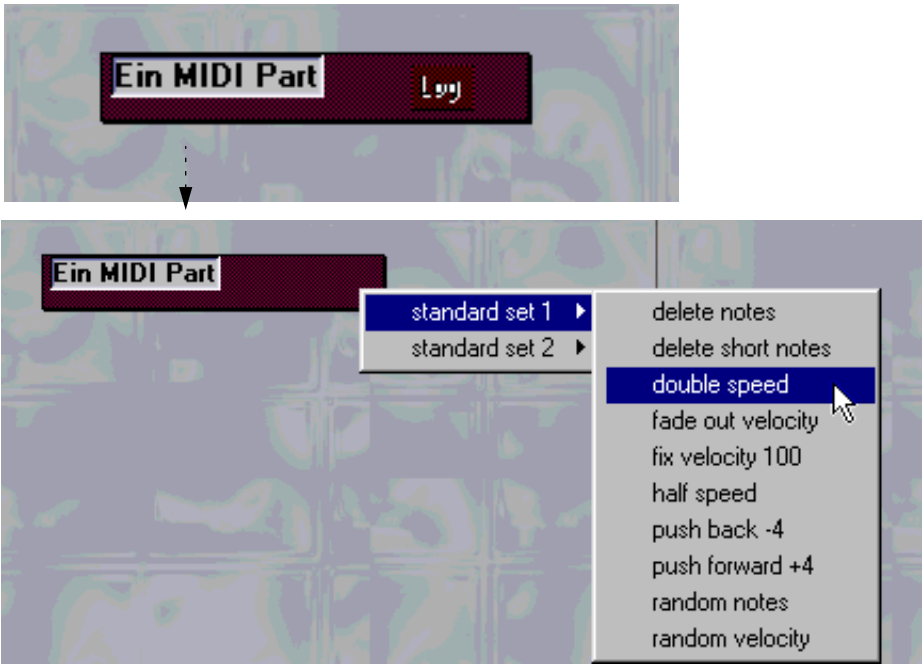 Ein MIDI Part
Ein MIDI Part
standard set 1
standard set 2
delete notes
delete short notes
double speed
fade out velocity
fix velocity 100
half speed
push back -4
push forward +4
random notes
random velocity